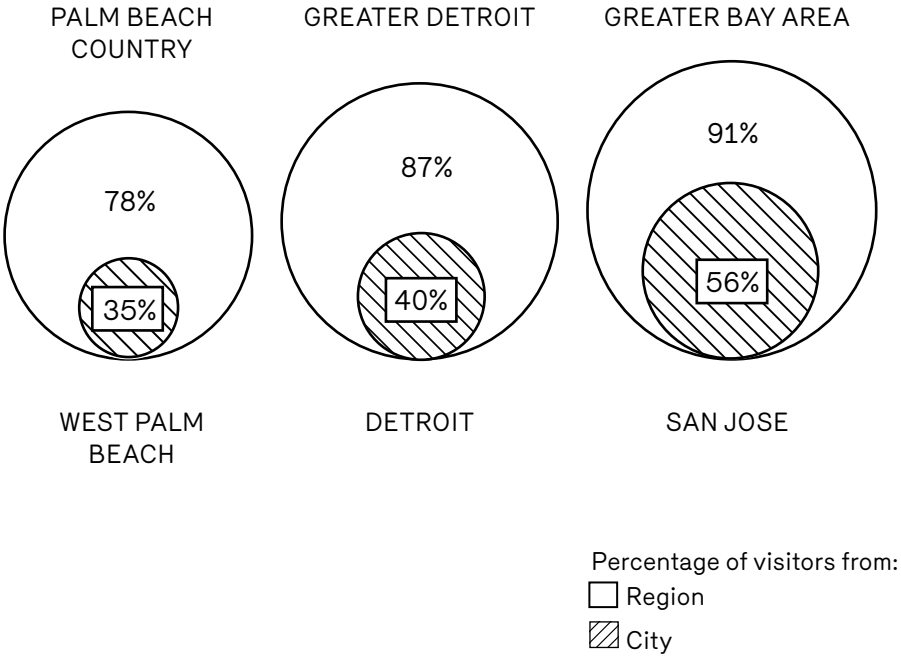 PALM BEACH
COUNTRY
GREATER DETROIT
GREATER BAY AREA
78%
87%
91%
35%
40%
56%
WEST PALM
BEACH
DETROIT
SAN JOSE
Percentage of visitors from:
Region
City